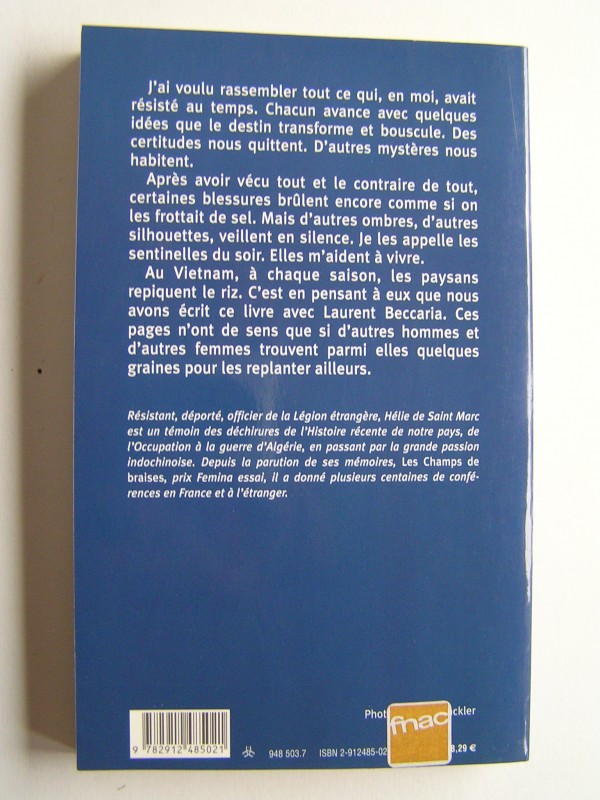 J'ai voulu rassembler tout ce qui, en moi, avait
résisté au temps. Chacun avance avec quelques
idées que le destin transforme et bouscule. Des
certitudes nous quittent. D'autres mystères nous
habitent.
Après avoir vécu tout et le contraire de tout,
certaines blessures brûlent encore comme si on
les frottait de sel. Mais d'autres ombres, d'autres
silhouettes, veillent en silence. Je les appelle les
sentinelles du soir. Elles m'aident à vivre.
Au Vietnam, à chaque saison, les paysans
repiquent le riz. C'est en pensant à eux que nous
avons écrit ce livre avec Laurent Beccaria. Ces
pages n'ont de sens que si d'autres hommes et
d'autres femmes trouvent parmi elles quelques
graines pour les replanter ailleurs.
Résistant, déporté, officier de la Légion étrangère, Hélie de Saint Marc
est un témoin des déchirures de l'Histoire récente de notre pays, de
l'Occupation à la guerre d'Algérie, en passant par la grande passion
indochinoise. Depuis la parution de ses mémoires, Les Champs de
braises, prix Femina essai, il a donné plusieurs centaines de confé-
rences en France et à l'étranger.
Phot ckler
fnac
9 782912 485021
948 503.7 ISBN 2-912485-02 8,29 €